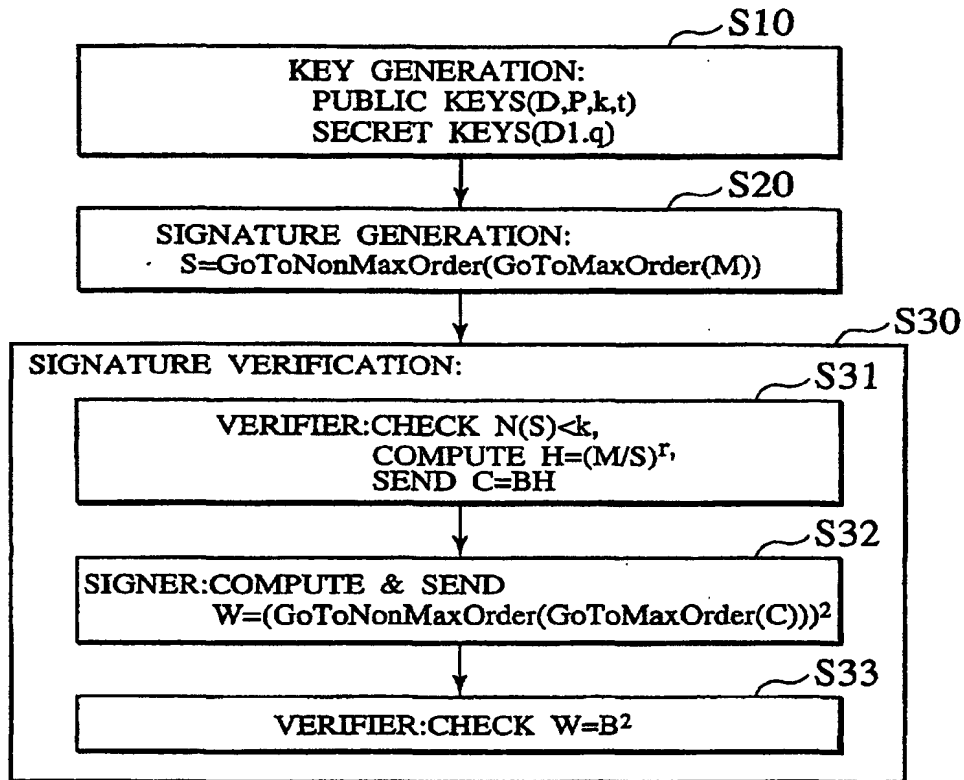 S10
KEY GENERATION:
PUBLIC KEYS(D,P,k,t)
SECRET KEYS(D1.q)
S20
SIGNATURE GENERATION:
S=GoToNonMaxOrder(GoToMaxOrder(M))
S30
SIGNATURE VERIFICATION:
S31
VERIFIER:CHECK N(S)<k,
COMPUTE H=(M/S)^r,
SEND C=BH
S32
SIGNER:COMPUTE & SEND
W=(GoToNonMaxOrder(GoToMaxOrder(C)))²
S33
VERIFIER:CHECK W=B²